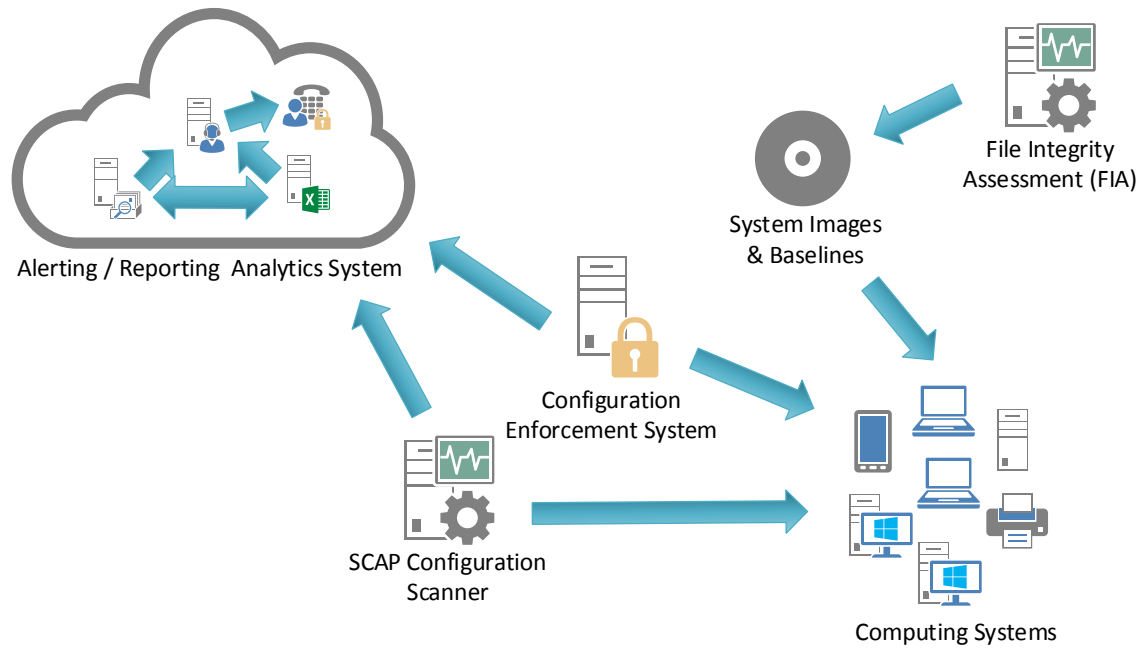 File Integrity
Assessment (FIA)
System Images
& Baselines
Alerting / Reporting Analytics System
Configuration
Enforcement System
SCAP Configuration
Scanner
Computing Systems